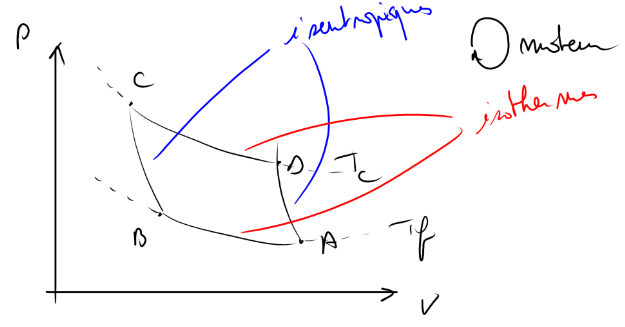 isentropiques
P
moteur
isothermes
C
D
T_C
B
A
T_f
V